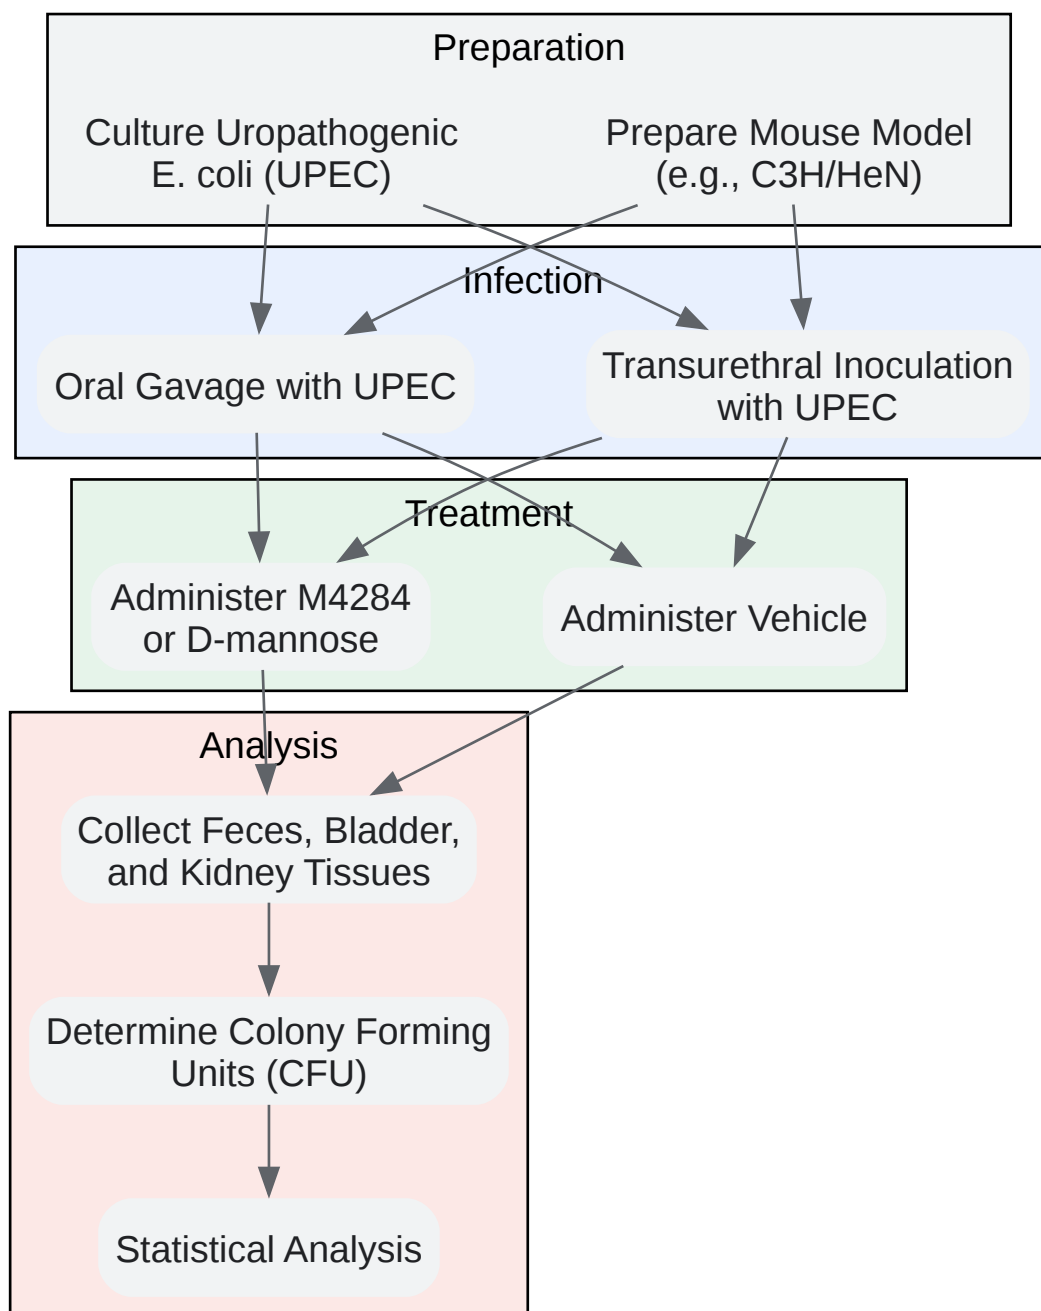 Preparation
Culture Uropathogenic
E. coli (UPEC)
Prepare Mouse Model
(e.g., C3H/HeN)
Infection
Oral Gavage with UPEC
Transurethral Inoculation
with UPEC
Treatment
Administer M4284
or D-mannose
Administer Vehicle
Analysis
Collect Feces, Bladder,
and Kidney Tissues
Determine Colony Forming
Units (CFU)
Statistical Analysis